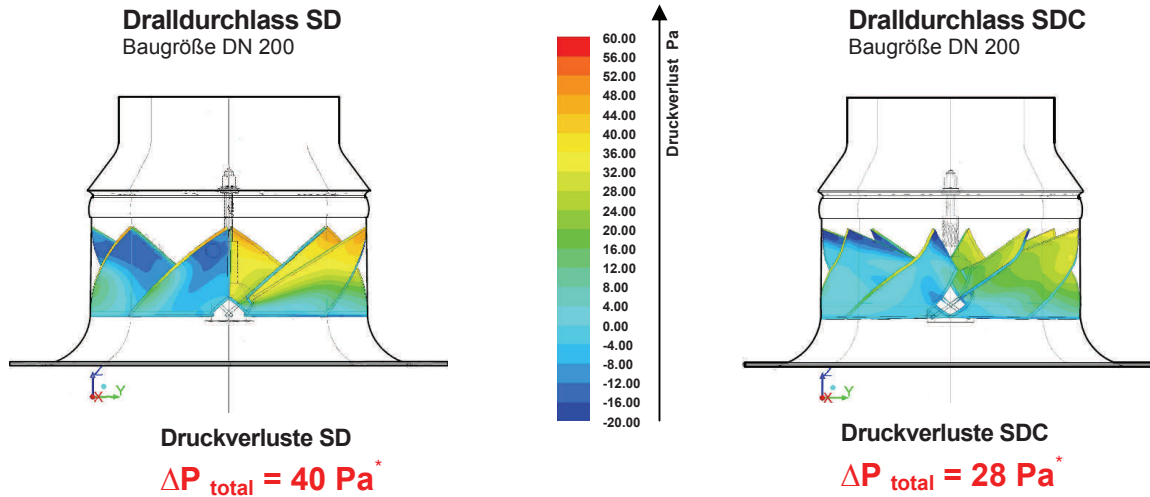 Dralldurchlass SD
Baugröße DN 200
Druckverlust Pa
60.00
56.00
52.00
48.00
44.00
40.00
36.00
32.00
28.00
24.00
20.00
16.00
12.00
8.00
4.00
0.00
-4.00
-8.00
-12.00
-16.00
-20.00
Dralldurchlass SDC
Baugröße DN 200
Z
X
Y
Z
X
Y
Druckverluste SD
ΔP total = 40 Pa*
Druckverluste SDC
ΔP total = 28 Pa*